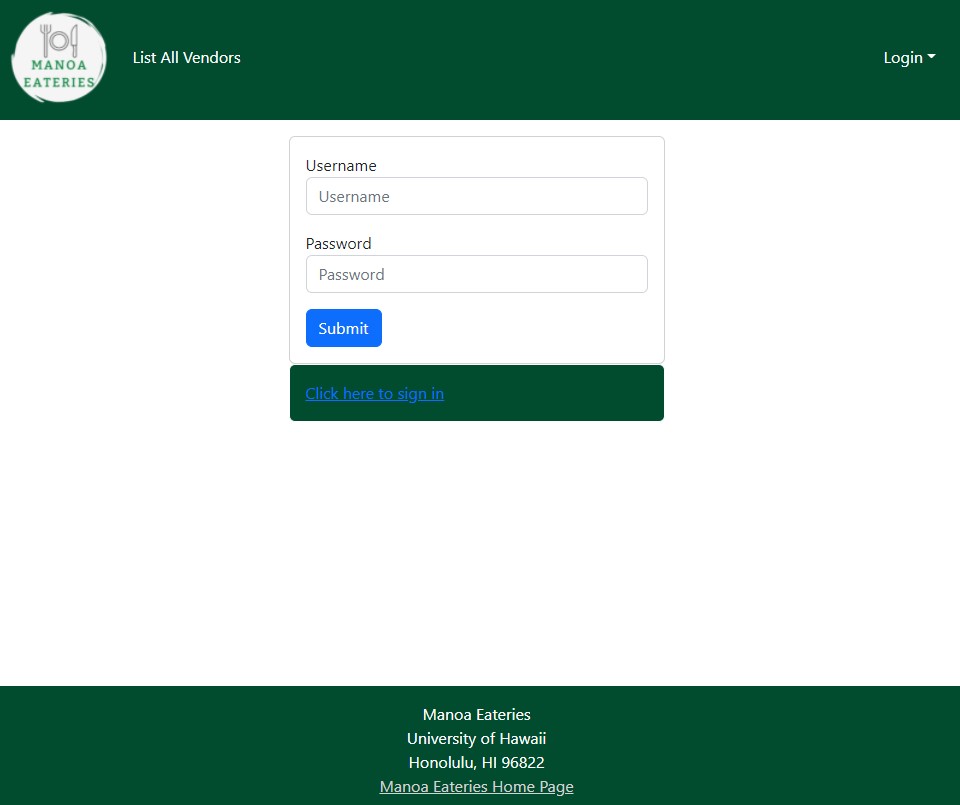 MANOA
EATERIES
List All Vendors
Login
Username
Username
Password
Password
Submit
Click here to sign in
Manoa Eateries
University of Hawaii
Honolulu, HI 96822
Manoa Eateries Home Page